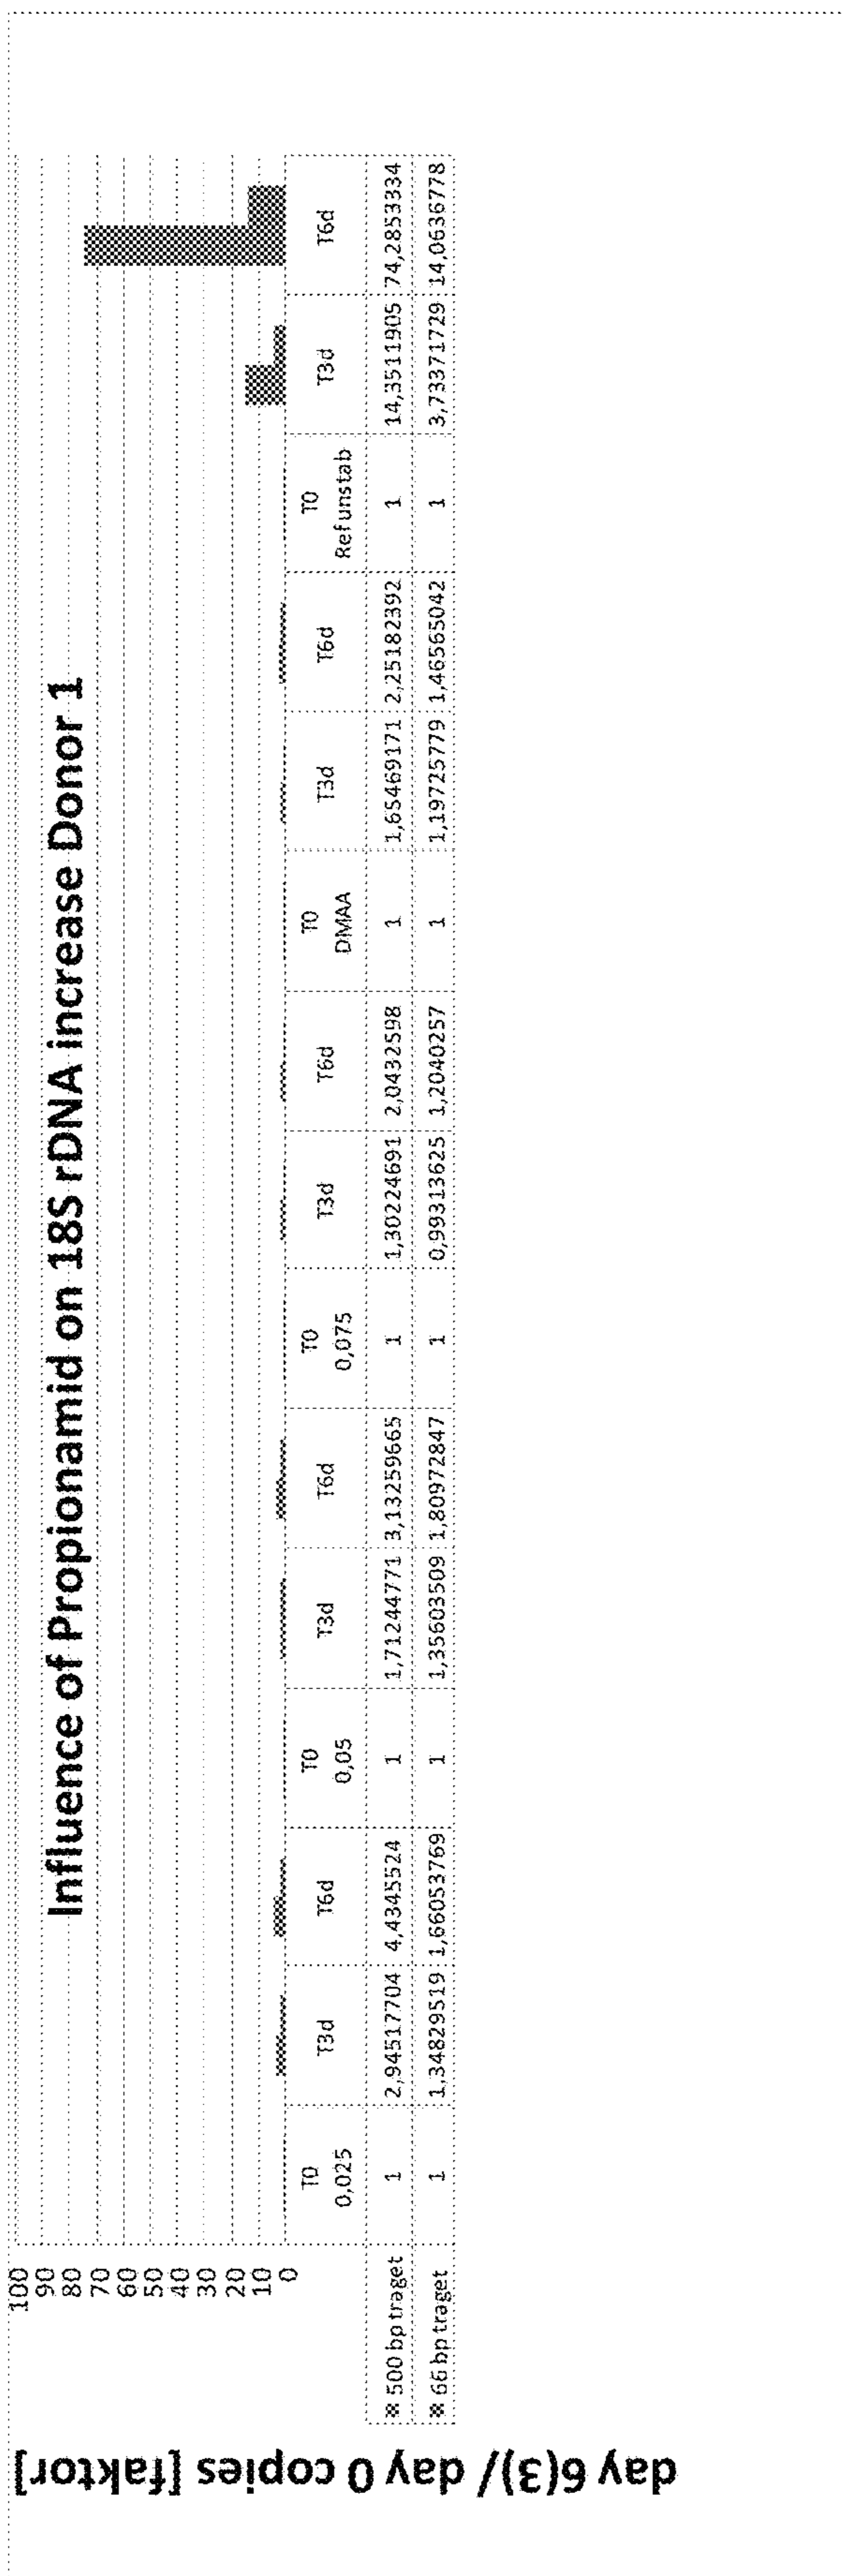 Influence of Propionamid on 18S rDNA increase Donor 1
day 6(3)/ day 0 copies [faktor]
100
90
80
70
60
50
40
30
20
10
0
T0 T3d T6d T0 T3d T6d T0 T3d T6d T0 T3d T6d T0 T3d T6d
0,025 0,05 0,075 DMAA Ref unstab
500 bp traget 1 2,94517704 4,4345524 1 1,71244771 3,13259665 1 1,30224691 2,0432598 1 1,65469171 2,25182392 1 14,3511905 74,2853334
66 bp traget 1 1,34829519 1,66053769 1 1,35603509 1,80972847 1 0,99313625 1,2040257 1 1,19725779 1,46565042 1 3,73371729 14,0636778